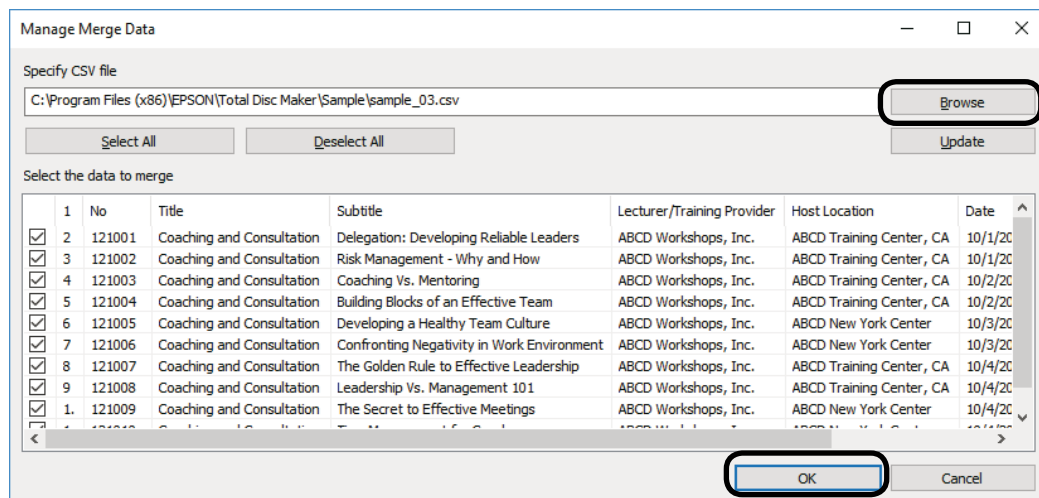 Manage Merge Data
Specify CSV file
C:\Program Files (x86)\EPSON\Total Disc Maker\Sample\sample_03.csv Browse
Select All Deselect All Update
Select the data to merge
1 No Title Subtitle Lecturer/Training Provider Host Location Date
2 121001 Coaching and Consultation Delegation: Developing Reliable Leaders ABCD Workshops, Inc. ABCD Training Center, CA 10/1/20
3 121002 Coaching and Consultation Risk Management - Why and How ABCD Workshops, Inc. ABCD Training Center, CA 10/1/20
4 121003 Coaching and Consultation Coaching Vs. Mentoring ABCD Workshops, Inc. ABCD Training Center, CA 10/2/20
5 121004 Coaching and Consultation Building Blocks of an Effective Team ABCD Workshops, Inc. ABCD Training Center, CA 10/2/20
6 121005 Coaching and Consultation Developing a Healthy Team Culture ABCD Workshops, Inc. ABCD New York Center 10/3/20
7 121006 Coaching and Consultation Confronting Negativity in Work Environment ABCD Workshops, Inc. ABCD New York Center 10/3/20
8 121007 Coaching and Consultation The Golden Rule to Effective Leadership ABCD Workshops, Inc. ABCD Training Center, CA 10/4/20
9 121008 Coaching and Consultation Leadership Vs. Management 101 ABCD Workshops, Inc. ABCD Training Center, CA 10/4/20
1. 121009 Coaching and Consultation The Secret to Effective Meetings ABCD Workshops, Inc. ABCD New York Center 10/4/20
OK Cancel